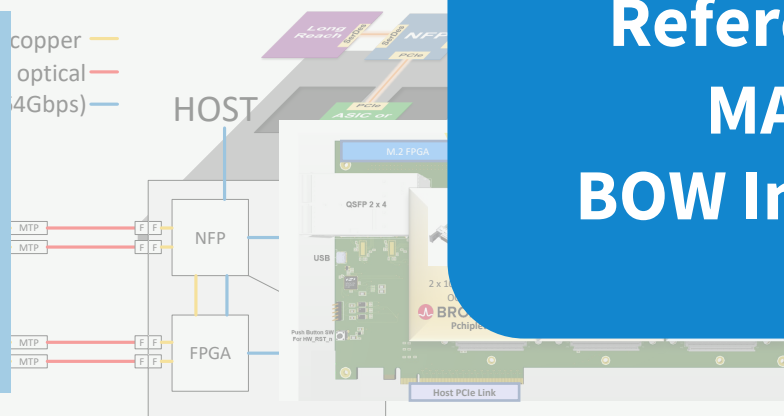 copper
optical
4Gbps)
HOST
Long
Reach
SerDes
SerDes
NFP
PCIe
PCIe
ASIC or
M.2 FPGA
QSFP 2 x 4
USB
Push Button SW
For HW_RST_n
2 x 1
BRO
Pchiple
Host PCIe Link
MTP
F F
NFP
MTP
F F
MTP
F F
FPGA
MTP
F F
Refer
MA
BOW In